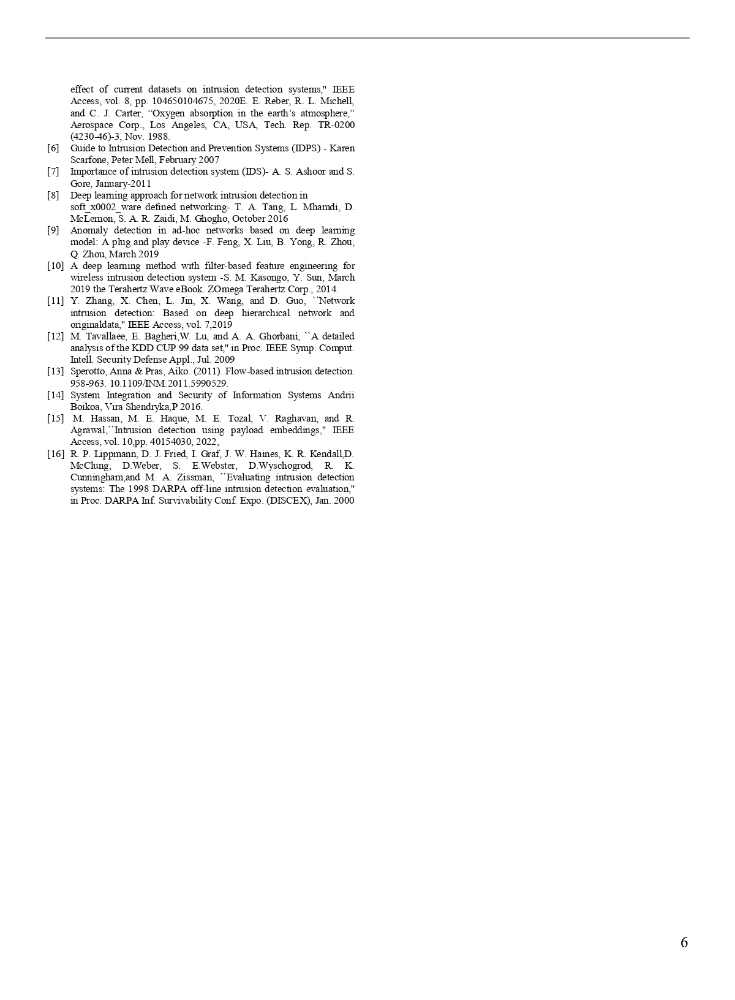 effect of current datasets on intrusion detection systems," IEEE
Access, vol. 8, pp. 104650104675, 2020E. E. Reber, R. L. Michell,
and C. J. Carter, “Oxygen absorption in the earth’s atmosphere,”
Aerospace Corp., Los Angeles, CA, USA, Tech. Rep. TR-0200
(4230-46)-3, Nov. 1988.
[6] Guide to Intrusion Detection and Prevention Systems (IDPS) - Karen
Scarfone, Peter Mell, February 2007
[7] Importance of intrusion detection system (IDS)- A. S. Ashoor and S.
Gore, January-2011
[8] Deep learning approach for network intrusion detection in
soft_x0002_ware defined networking- T. A. Tang, L. Mhamdi, D.
McLernon, S. A. R. Zaidi, M. Ghogho, October 2016
[9] Anomaly detection in ad-hoc networks based on deep learning
model: A plug and play device -F. Feng, X. Liu, B. Yong, R. Zhou,
Q. Zhou, March 2019
[10] A deep learning method with filter-based feature engineering for
wireless intrusion detection system -S. M. Kasongo, Y. Sun, March
2019 the Terahertz Wave eBook. ZOmega Terahertz Corp., 2014.
[11] Y. Zhang, X. Chen, L. Jin, X. Wang, and D. Guo, ``Network
intrusion detection: Based on deep hierarchical network and
originaldata," IEEE Access, vol. 7,2019
[12] M. Tavallaee, E. Bagheri,W. Lu, and A. A. Ghorbani, ``A detailed
analysis of the KDD CUP 99 data set," in Proc. IEEE Symp. Comput.
Intell. Security Defense Appl., Jul. 2009
[13] Sperotto, Anna & Pras, Aiko. (2011). Flow-based intrusion detection.
958-963. 10.1109/INM.2011.5990529.
[14] System Integration and Security of Information Systems Andrii
Boikoa, Vira Shendryka,P 2016.
[15] M. Hassan, M. E. Haque, M. E. Tozal, V. Raghavan, and R.
Agrawal,``Intrusion detection using payload embeddings," IEEE
Access, vol. 10,pp. 40154030, 2022,
[16] R. P. Lippmann, D. J. Fried, I. Graf, J. W. Haines, K. R. Kendall,D.
McClung, D.Weber, S. E.Webster, D.Wyschogrod, R. K.
Cunningham,and M. A. Zissman, ``Evaluating intrusion detection
systems: The 1998 DARPA off-line intrusion detection evaluation,"
in Proc. DARPA Inf. Survivability Conf. Expo. (DISCEX), Jan. 2000
6